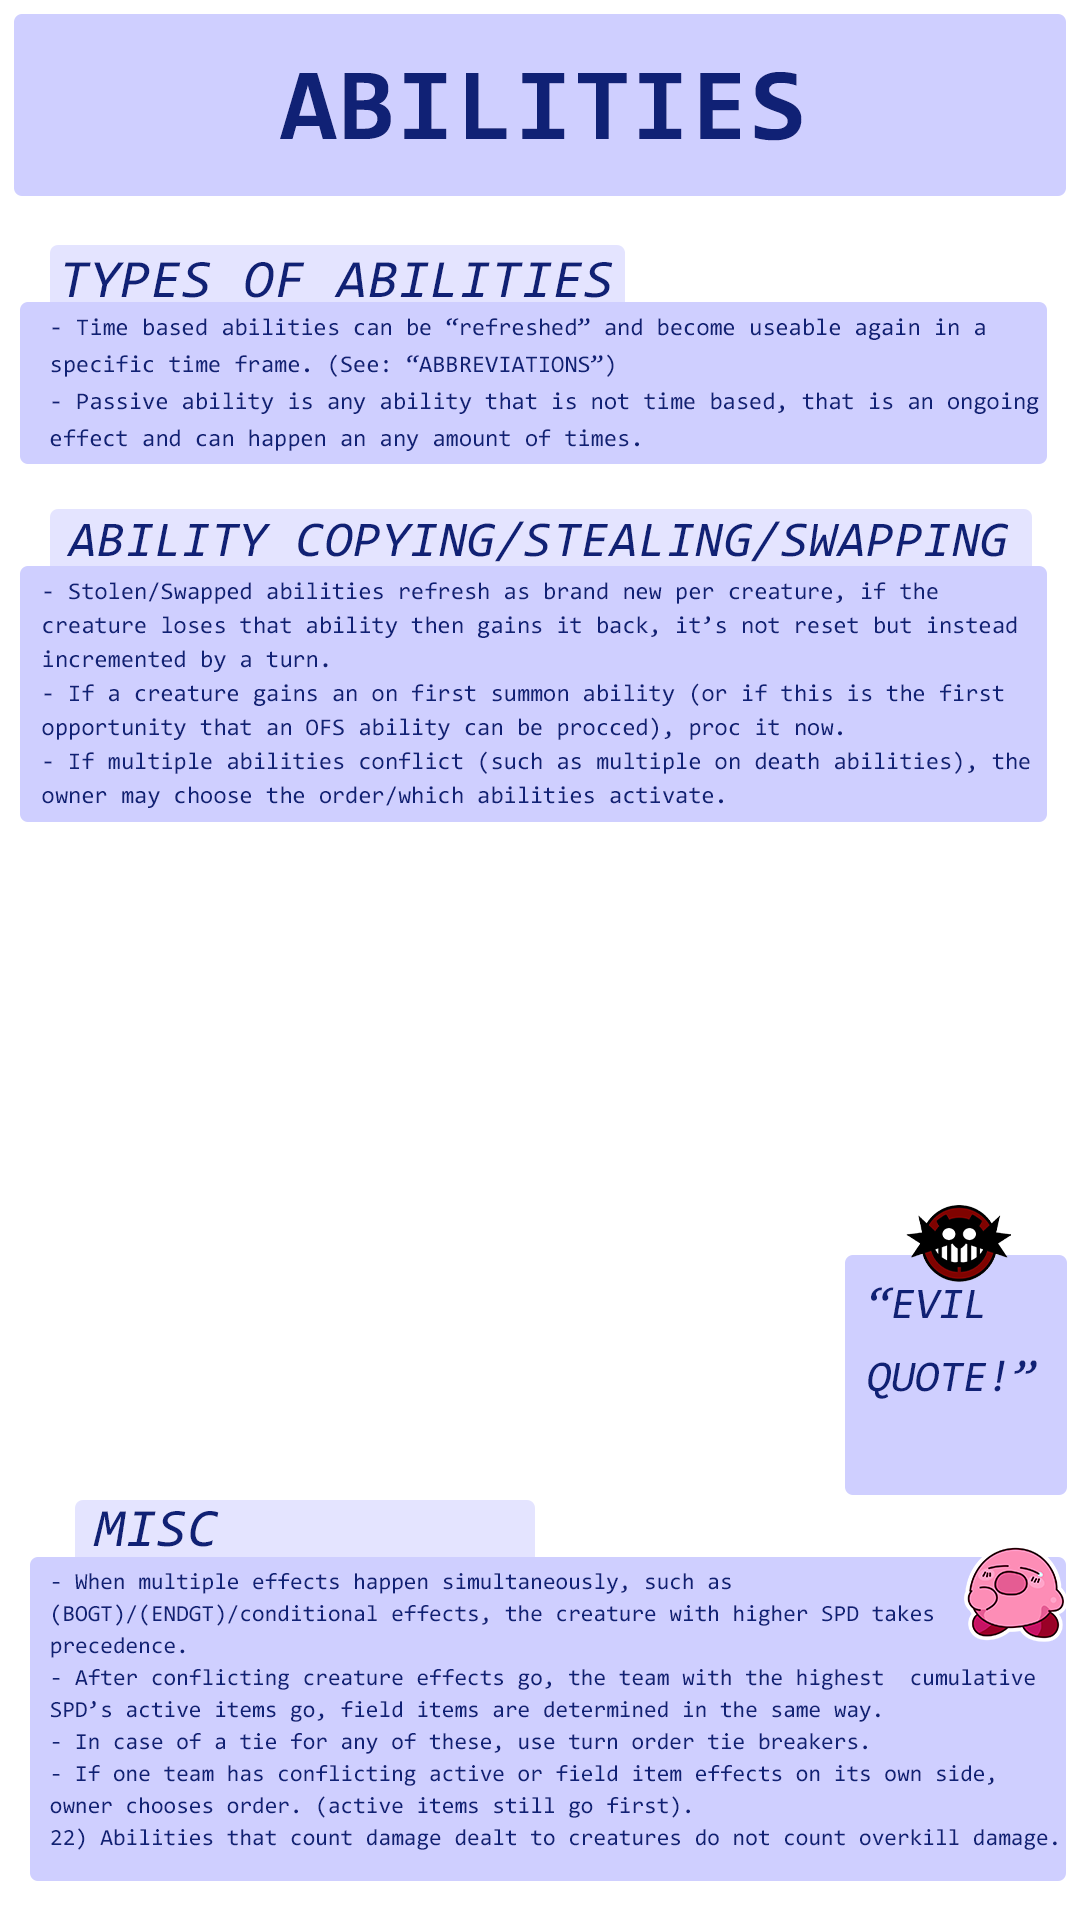 ABILITIES
TYPES OF ABILITIES
- Time based abilities can be “refreshed” and become useable again in a
specific time frame. (See: “ABBREVIATIONS”)
- Passive ability is any ability that is not time based, that is an ongoing
effect and can happen an any amount of times.
ABILITY COPYING/STEALING/SWAPPING
- Stolen/Swapped abilities refresh as brand new per creature, if the
creature loses that ability then gains it back, it’s not reset but instead
incremented by a turn.
- If a creature gains an on first summon ability (or if this is the first
opportunity that an OFS ability can be procced), proc it now.
- If multiple abilities conflict (such as multiple on death abilities), the
owner may choose the order/which abilities activate.
“EVIL
QUOTE!”
MISC
- When multiple effects happen simultaneously, such as
(BOGT)/(ENDGT)/conditional effects, the creature with higher SPD takes
precedence.
- After conflicting creature effects go, the team with the highest  cumulative
SPD’s active items go, field items are determined in the same way.
- In case of a tie for any of these, use turn order tie breakers.
- If one team has conflicting active or field item effects on its own side,
owner chooses order. (active items still go first).
22) Abilities that count damage dealt to creatures do not count overkill damage.